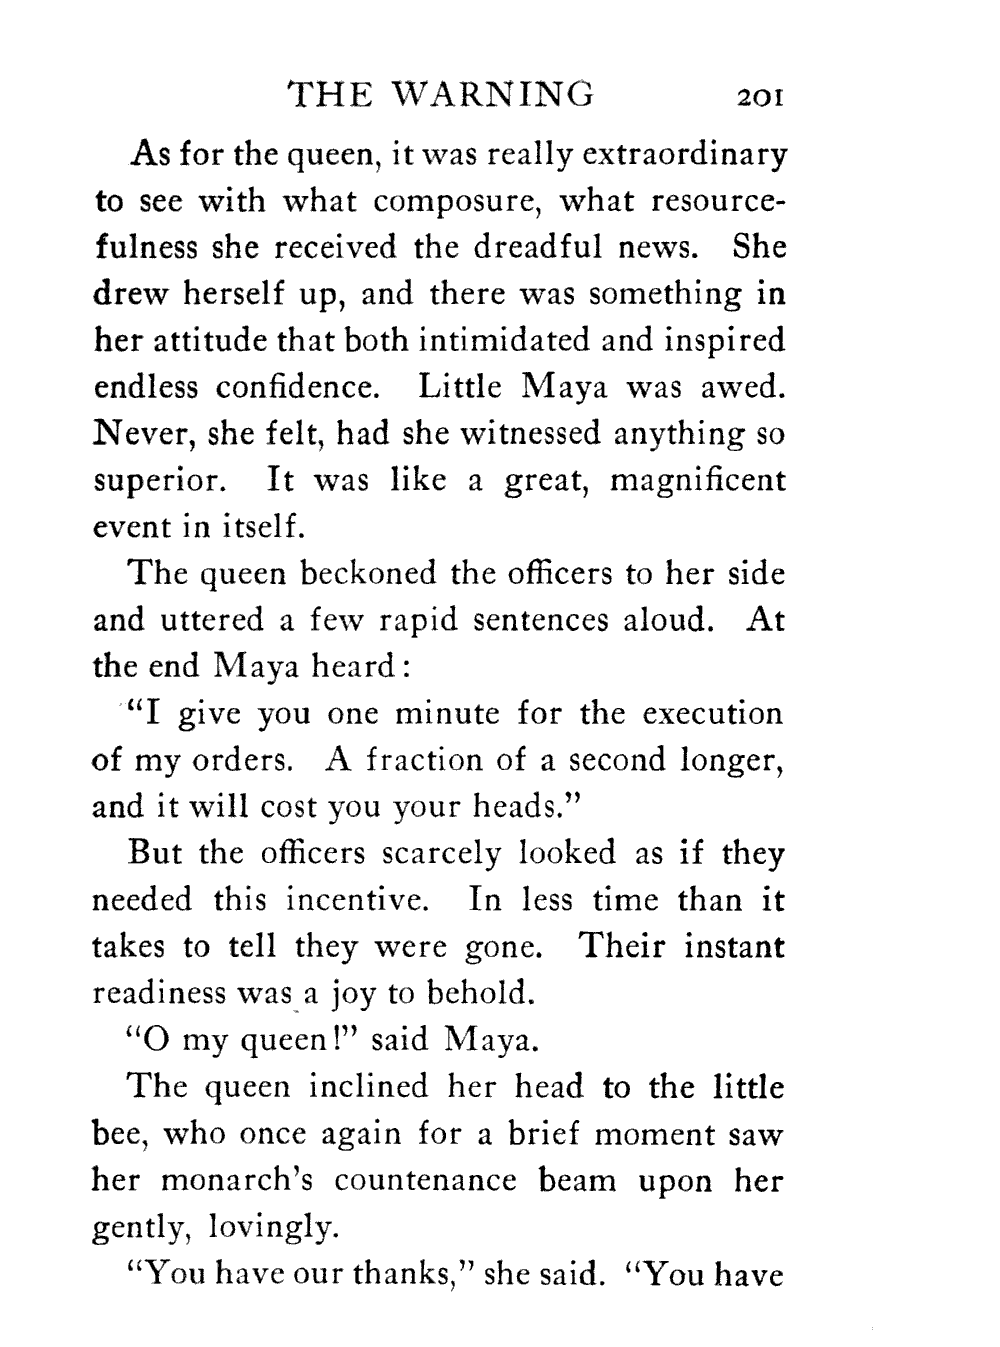 THE WARNING 201
As for the queen, it was really extraordinary
to see with what composure, what resource-
fulness she received the dreadful news. She
drew herself up, and there was something in
her attitude that both intimidated and inspired
endless confidence. Little Maya was awed.
Never, she felt, had she witnessed anything so
superior. It was like a great, magnificent
event in itself.
The queen beckoned the officers to her side
and uttered a few rapid sentences aloud. At
the end Maya heard:
“I give you one minute for the execution
of my orders. A fraction of a second longer,
and it will cost you your heads.”
But the officers scarcely looked as if they
needed this incentive. In less time than it
takes to tell they were gone. Their instant
readiness was a joy to behold.
“O my queen!” said Maya.
The queen inclined her head to the little
bee, who once again for a brief moment saw
her monarch’s countenance beam upon her
gently, lovingly.
“You have our thanks,” she said. “You have